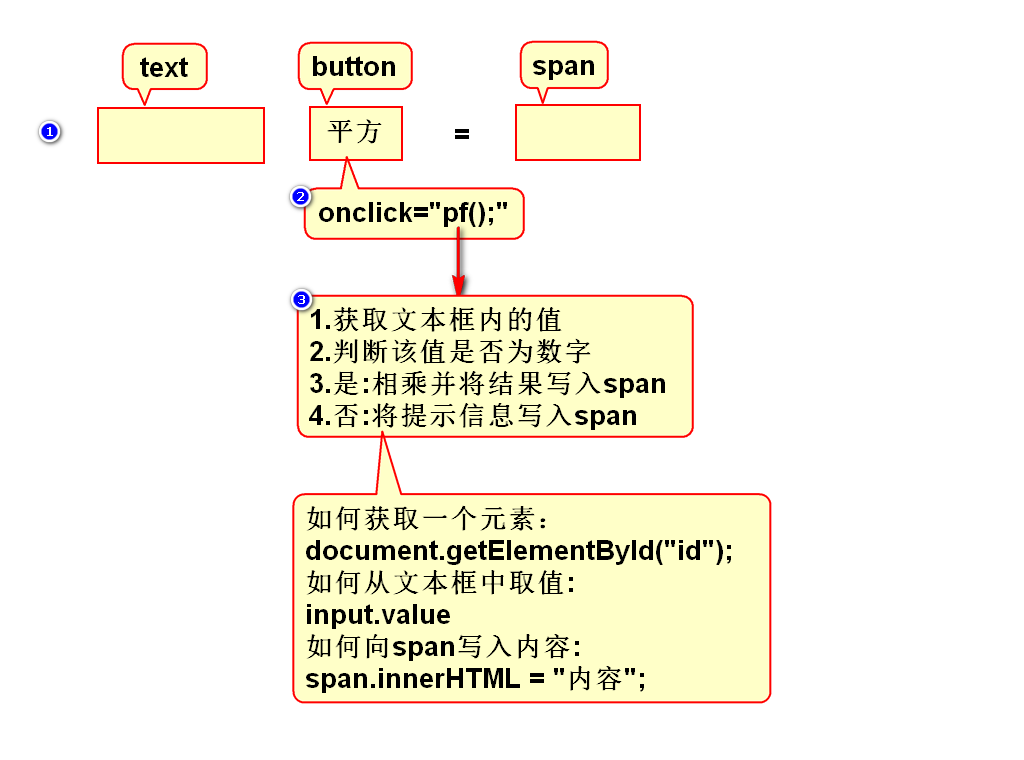 text
button
span
1
平方
=
2
onclick="pf();"
3
1.获取文本框内的值
2.判断该值是否为数字
3.是:相乘并将结果写入span
4.否:将提示信息写入span
如何获取一个元素：
document.getElementById("id");
如何从文本框中取值:
input.value
如何向span写入内容:
span.innerHTML = "内容";